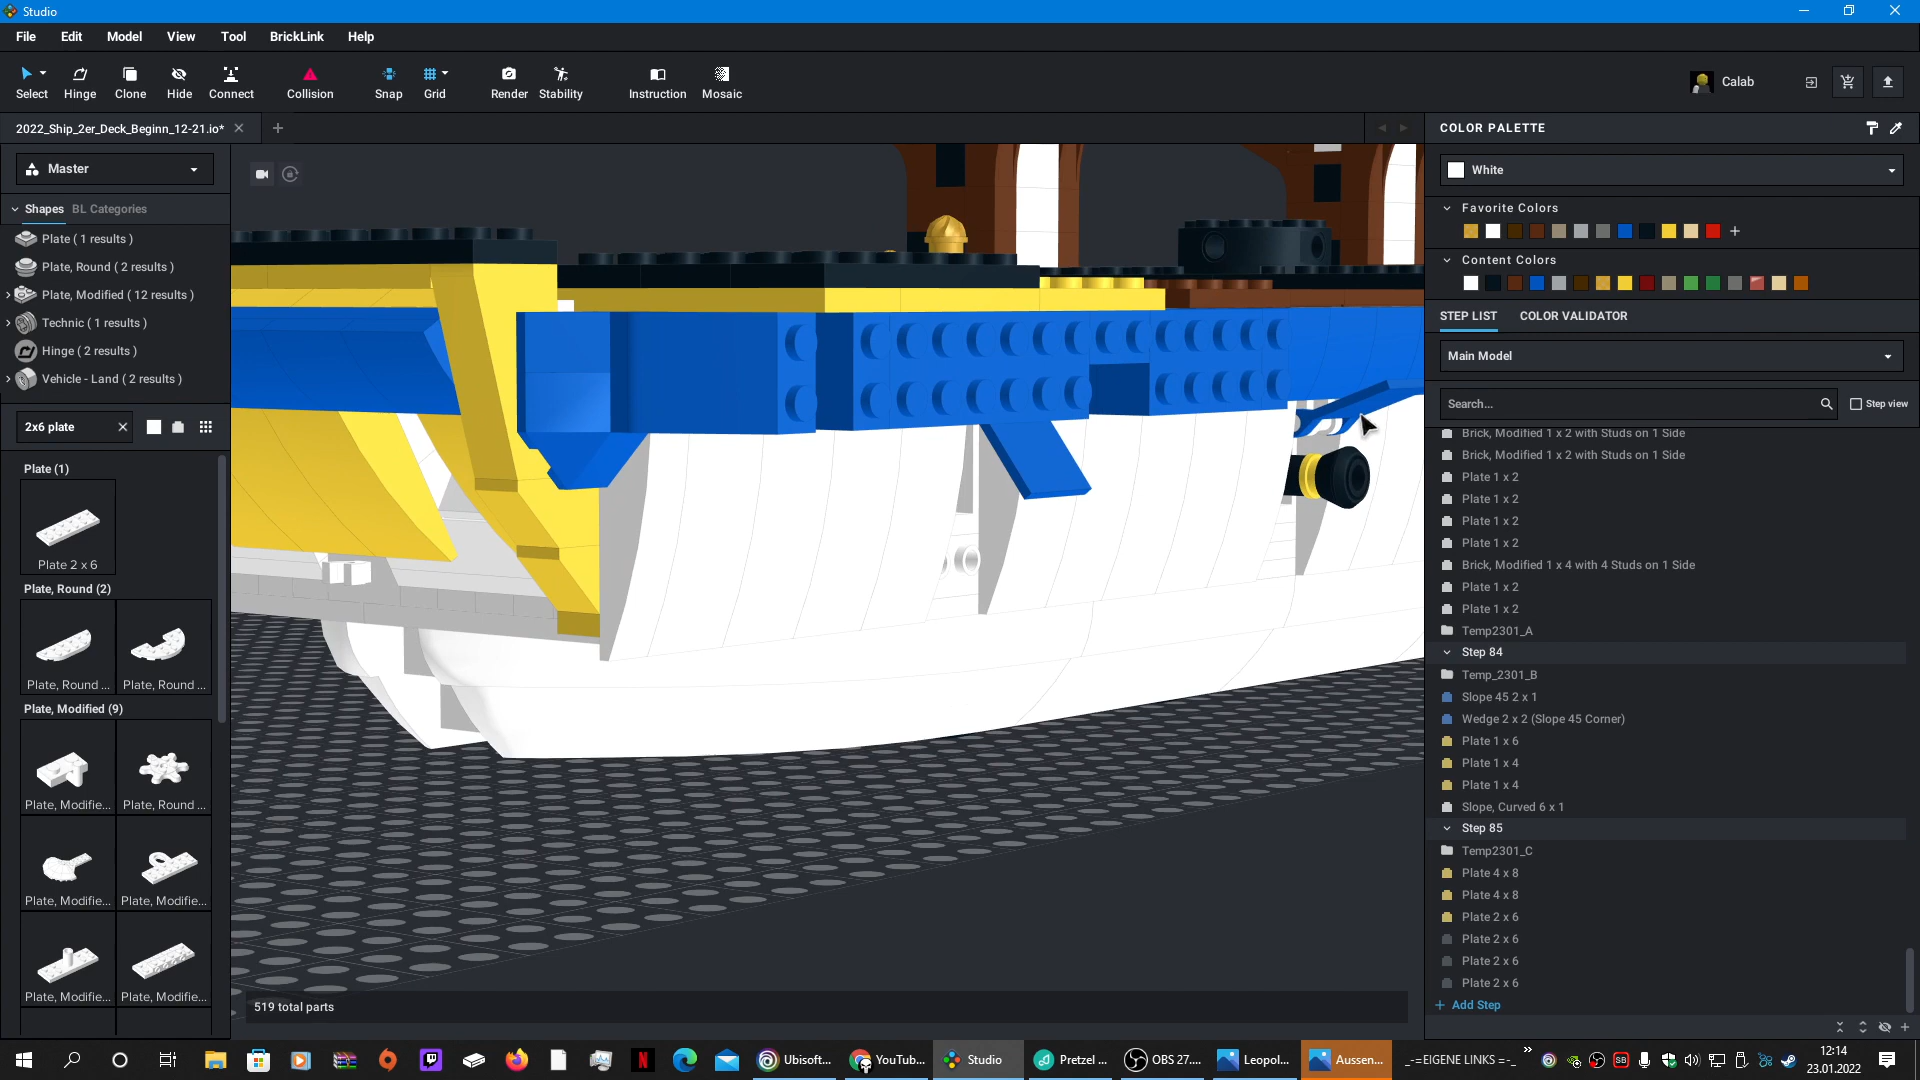 Studio
File Edit Model View Tool BrickLink Help
Select Hinge Clone Hide Connect Collision Snap Grid Render Stability Instruction Mosaic
Calab
2022_Ship_2er_Deck_Beginn_12-21.io*
Master
Shapes BL Categories
Plate ( 1 results )
Plate, Round ( 2 results )
Plate, Modified ( 12 results )
Technic ( 1 results )
Hinge ( 2 results )
Vehicle - Land ( 2 results )
2x6 plate
Plate (1)
Plate 2 x 6
Plate, Round (2)
Plate, Round ... Plate, Round ...
Plate, Modified (9)
Plate, Modifie... Plate, Round ...
Plate, Modifie... Plate, Modifie...
Plate, Modifie... Plate, Modifie...
519 total parts
COLOR PALETTE
White
Favorite Colors
Content Colors
STEP LIST COLOR VALIDATOR
Main Model
Search... Step view
Brick, Modified 1 x 2 with Studs on 1 Side
Brick, Modified 1 x 2 with Studs on 1 Side
Plate 1 x 2
Plate 1 x 2
Plate 1 x 2
Plate 1 x 2
Brick, Modified 1 x 4 with 4 Studs on 1 Side
Plate 1 x 2
Plate 1 x 2
Temp2301_A
Step 84
Temp_2301_B
Slope 45 2 x 1
Wedge 2 x 2 (Slope 45 Corner)
Plate 1 x 6
Plate 1 x 4
Plate 1 x 4
Slope, Curved 6 x 1
Step 85
Temp2301_C
Plate 4 x 8
Plate 4 x 8
Plate 2 x 6
Plate 2 x 6
Plate 2 x 6
Plate 2 x 6
+ Add Step
Ubisoft... YouTub... Studio Pretzel ... OBS 27.... Leopol... Aussen... _-=EIGENE LINKS =-_ » SB 12:14
23.01.2022